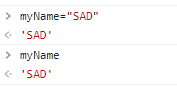 > myName="SAD"
< 'SAD'
> myName
< 'SAD'